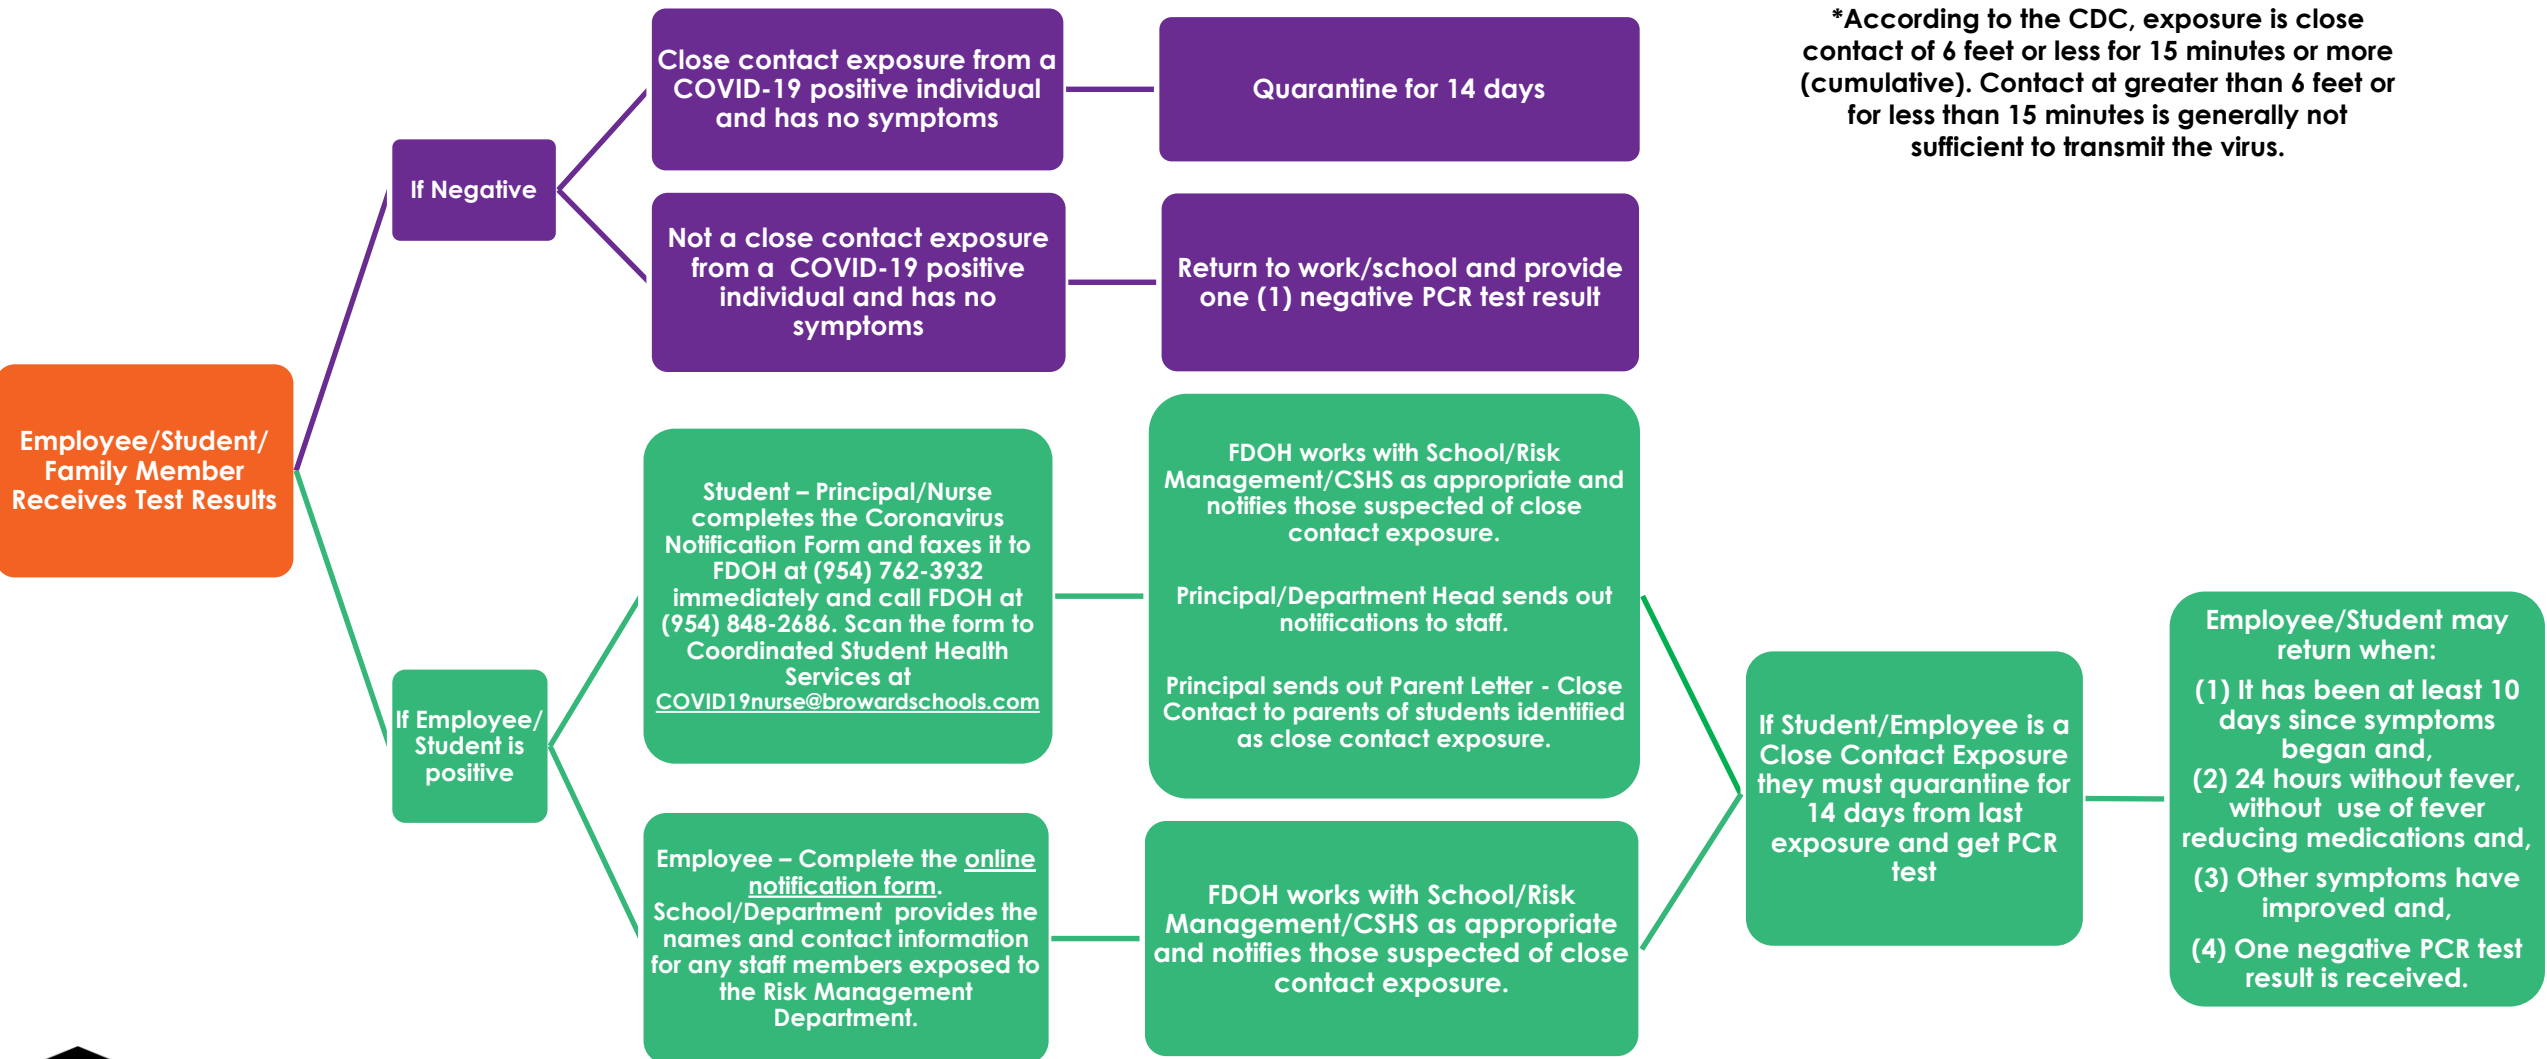 *According to the CDC, exposure is close
contact of 6 feet or less for 15 minutes or more
(cumulative). Contact at greater than 6 feet or
for less than 15 minutes is generally not
sufficient to transmit the virus.
Employee/Student/
Family Member
Receives Test Results
If Negative
Close contact exposure from a
COVID-19 positive individual
and has no symptoms
Quarantine for 14 days
Not a close contact exposure
from a COVID-19 positive
individual and has no
symptoms
Return to work/school and provide
one (1) negative PCR test result
If Employee/
Student is
positive
Student – Principal/Nurse
completes the Coronavirus
Notification Form and faxes it to
FDOH at (954) 762-3932
immediately and call FDOH at
(954) 848-2686. Scan the form to
Coordinated Student Health
Services at
COVID19nurse@browardschools.com
FDOH works with School/Risk
Management/CSHS as appropriate and
notifies those suspected of close
contact exposure.
Principal/Department Head sends out
notifications to staff.
Principal sends out Parent Letter - Close
Contact to parents of students identified
as close contact exposure.
Employee – Complete the online
notification form.
School/Department provides the
names and contact information
for any staff members exposed to
the Risk Management
Department.
FDOH works with School/Risk
Management/CSHS as appropriate
and notifies those suspected of close
contact exposure.
If Student/Employee is a
Close Contact Exposure
they must quarantine for
14 days from last
exposure and get PCR
test
Employee/Student may
return when:
(1) It has been at least 10
days since symptoms
began and,
(2) 24 hours without fever,
without use of fever
reducing medications and,
(3) Other symptoms have
improved and,
(4) One negative PCR test
result is received.